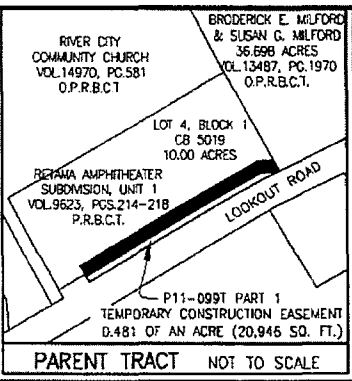 RIVER CITY
COMMUNITY CHURCH
VOL.14970, PG.581
O.P.R.B.C.T
BRODERICK E. MILFORD
& SUSAN G. MILFORD
36.698 ACRES
VOL.13487, PG.1970
O.P.R.B.C.T.
LOT 4, BLOCK 1
CB 5019
10.00 ACRES
RETAMA AMPHITHEATER
SUBDIVISION, UNIT 1
VOL.9623, PGS.214-218
P.R.B.C.T.
LOOKOUT ROAD
P11-099T PART 1
TEMPORARY CONSTRUCTION EASEMENT
0.481 OF AN ACRE (20,946 SQ. FT.)
PARENT TRACT NOT TO SCALE